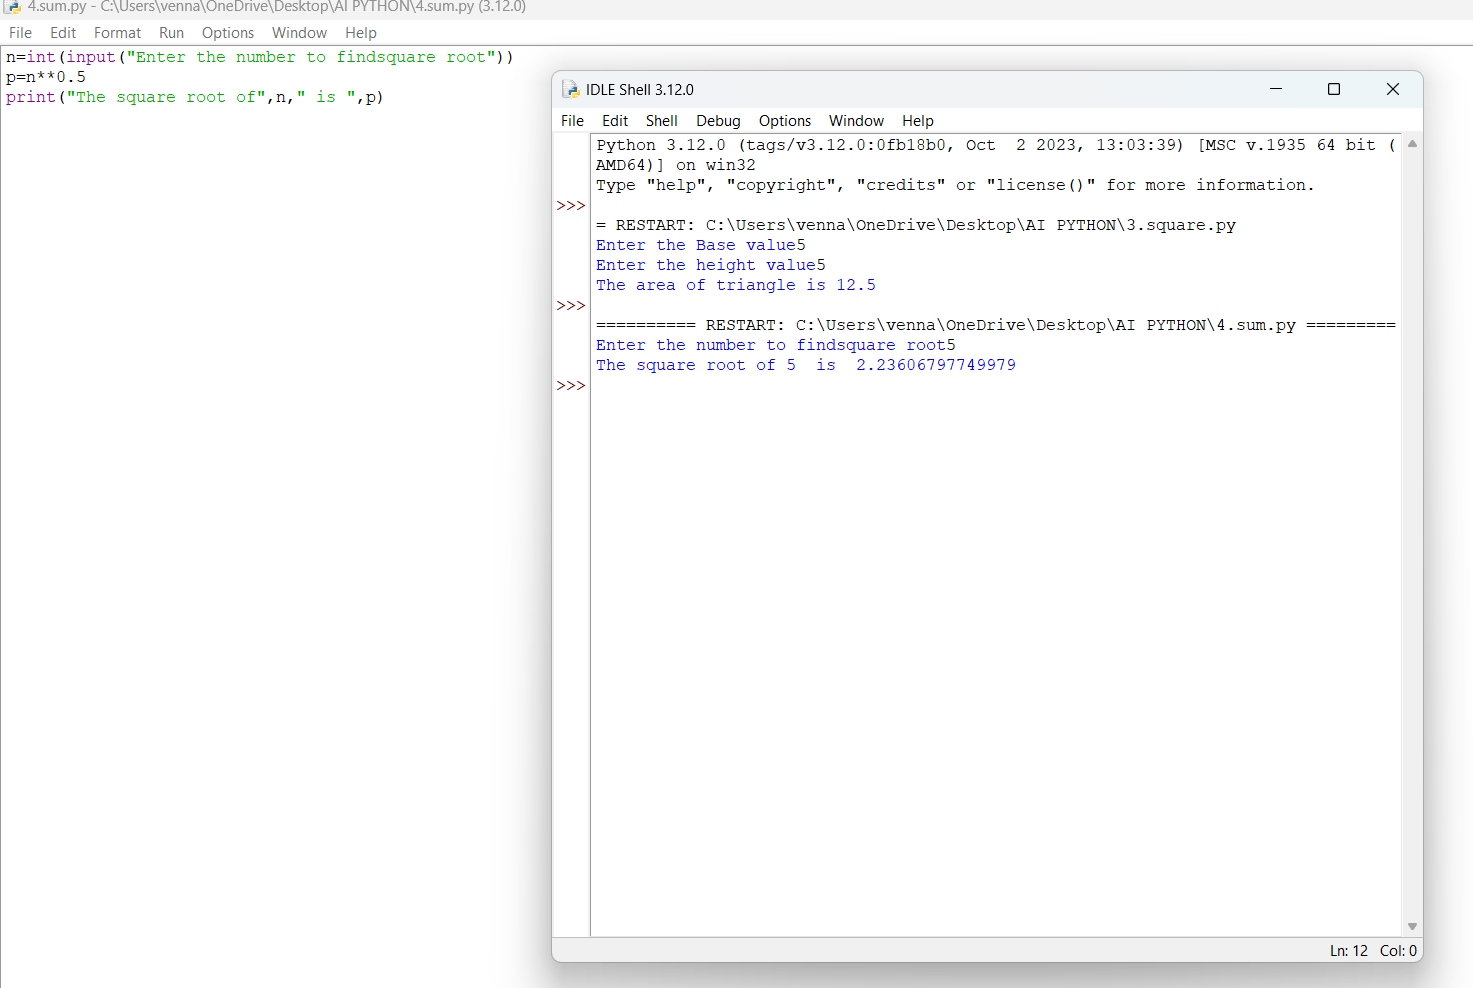 4.sum.py - C:\Users\venna\OneDrive\Desktop\AI PYTHON\4.sum.py (3.12.0)
File Edit Format Run Options Window Help
n=int(input("Enter the number to findsquare root"))
p=n**0.5
print("The square root of",n," is ",p)
IDLE Shell 3.12.0
File Edit Shell Debug Options Window Help
Python 3.12.0 (tags/v3.12.0:0fb18b0, Oct  2 2023, 13:03:39) [MSC v.1935 64 bit (
AMD64)] on win32
Type "help", "copyright", "credits" or "license()" for more information.
>>>
= RESTART: C:\Users\venna\OneDrive\Desktop\AI PYTHON\3.square.py
Enter the Base value5
Enter the height value5
The area of triangle is 12.5
>>>
========== RESTART: C:\Users\venna\OneDrive\Desktop\AI PYTHON\4.sum.py =========
Enter the number to findsquare root5
The square root of 5  is  2.23606797749979
>>>
Ln: 12 Col: 0